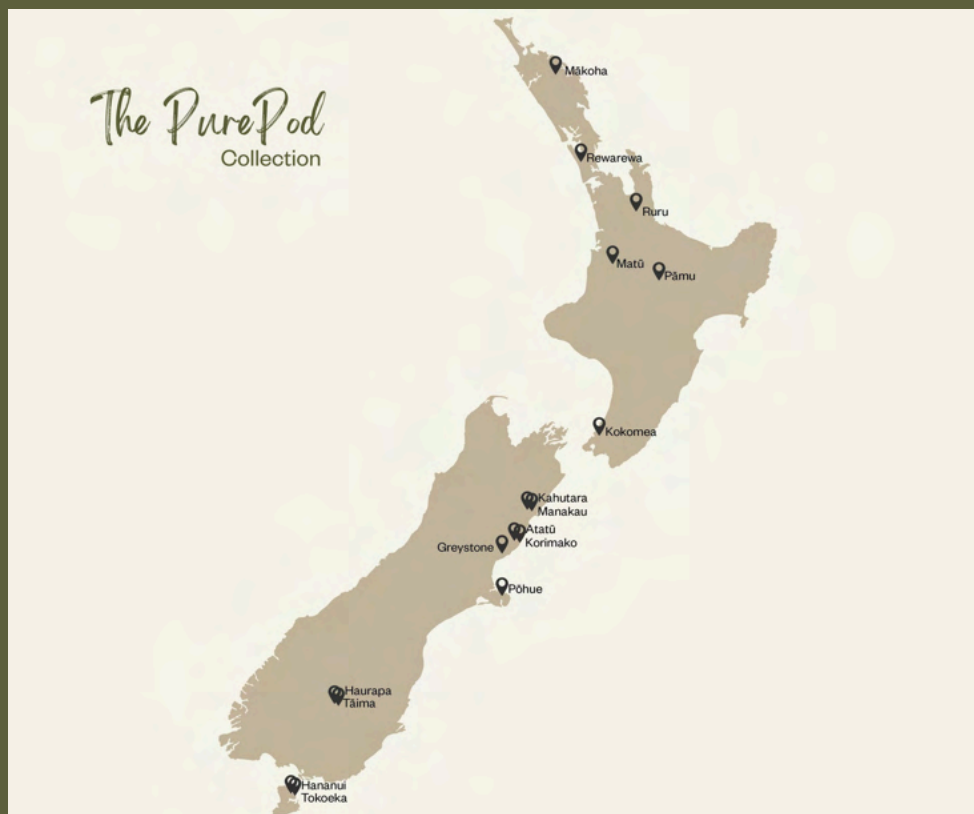 The PurePod
Collection
Mākoha
Rewarewa
Ruru
Matū
Pāmu
Kokomea
Kahutara
Manakau
Atatū
Korimako
Greystone
Pōhue
Haurapa
Tāima
Hananui
Tokoeka